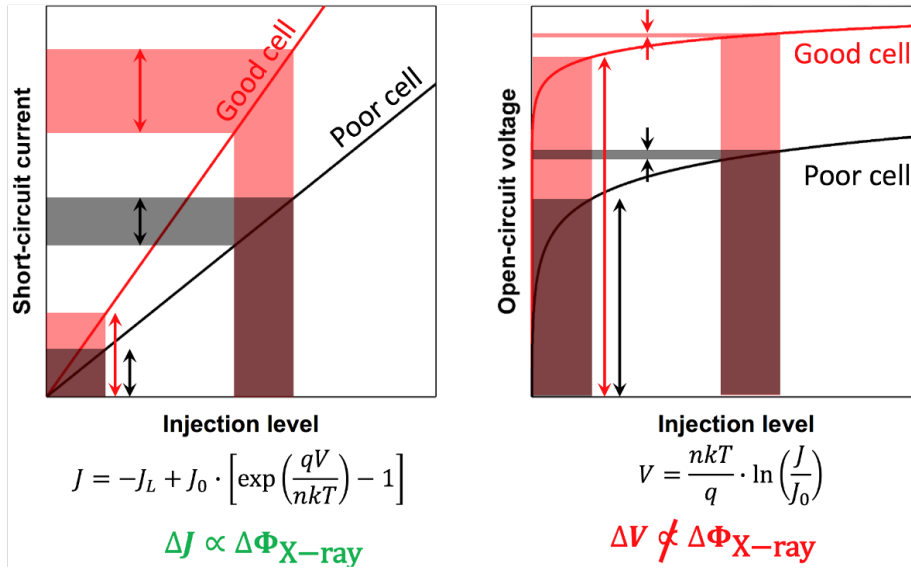 Short-circuit current
Good cell
Poor cell
Injection level
J = −J_L + J_0 · [exp(qV/nkT) − 1]
ΔJ ∝ ΔΦ_X−ray
Open-circuit voltage
Good cell
Poor cell
Injection level
V = nkT/q · ln(J/J_0)
ΔV ∝̸ ΔΦ_X−ray